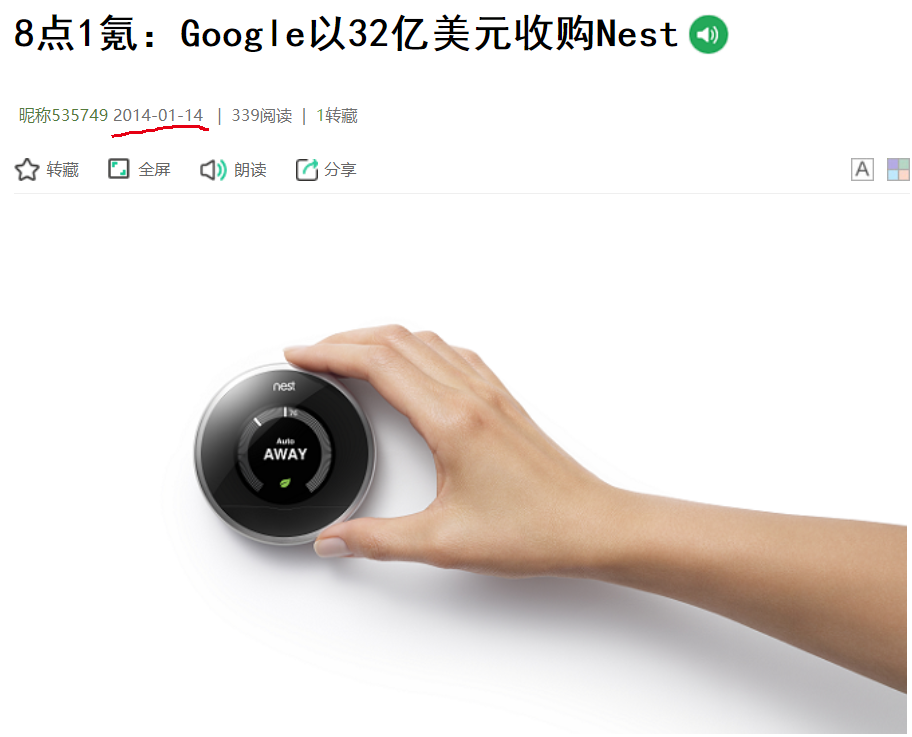 8点1氪：Google以32亿美元收购Nest
昵称535749 2014-01-14 | 339阅读 | 1转藏
转藏 全屏 朗读 分享 A
nest
Auto
AWAY